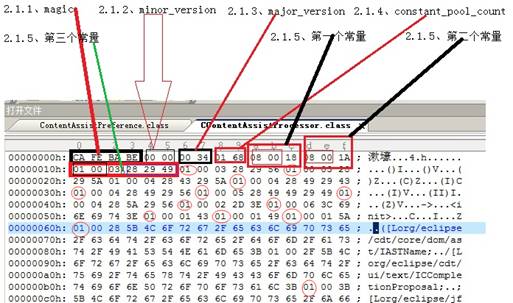 2.1.1、magic 2.1.2、minor_version 2.1.3、major_version 2.1.4、constant_pool_count
2.1.5、第三个常量 2.1.5、第一个常量 2.1.5、第二个常量
打开文件
ContentAssistPreference.class CContentAssistProcessor.class X
00000000h: CA FE BA BE 00 00 00 34 01 68 08 00 18 08 00 1A ; 漱壕...4.h......
00000010h: 01 00 03 28 29 49 01 00 03 28 29 56 01 00 03 28 ; ...()I...()V...(
00000020h: 29 5A 01 00 04 28 43 29 5A 01 00 04 28 49 29 43 ; )Z...(C)Z...(I)C
00000030h: 01 00 04 28 49 29 56 01 00 05 28 49 49 29 49 01 ; ...(I)V...(II)I.
00000040h: 00 04 28 5A 29 56 01 00 02 2D 3E 01 00 06 3C 69 ; ..(Z)V...->...<i
00000050h: 6E 69 74 3E 01 00 01 43 01 00 01 49 01 00 01 5A ; nit>...C...I...Z
00000060h: 01 00 28 5B 4C 6F 72 67 2F 65 63 6C 69 70 73 65 ; ..([Lorg/eclipse
00000070h: 2F 63 64 74 2F 63 6F 72 65 2F 64 6F 6D 2F 61 73 ; /cdt/core/dom/as
00000080h: 74 2F 49 41 53 54 4E 61 6D 65 3B 01 00 2F 5B 4C ; t/IASTName;../[L
00000090h: 6F 72 67 2F 65 63 6C 69 70 73 65 2F 63 64 74 2F ; org/eclipse/cdt/
000000a0h: 75 69 2F 74 65 78 74 2F 49 43 43 6F 6D 70 6C 65 ; ui/text/ICComple
000000b0h: 74 69 6F 6E 50 72 6F 70 6F 73 61 6C 3B 01 00 3B ; tionProposal;..;
000000c0h: 5B 4C 6F 72 67 2F 65 63 6C 69 70 73 65 2F 6A 66 ; [Lorg/eclipse/jf